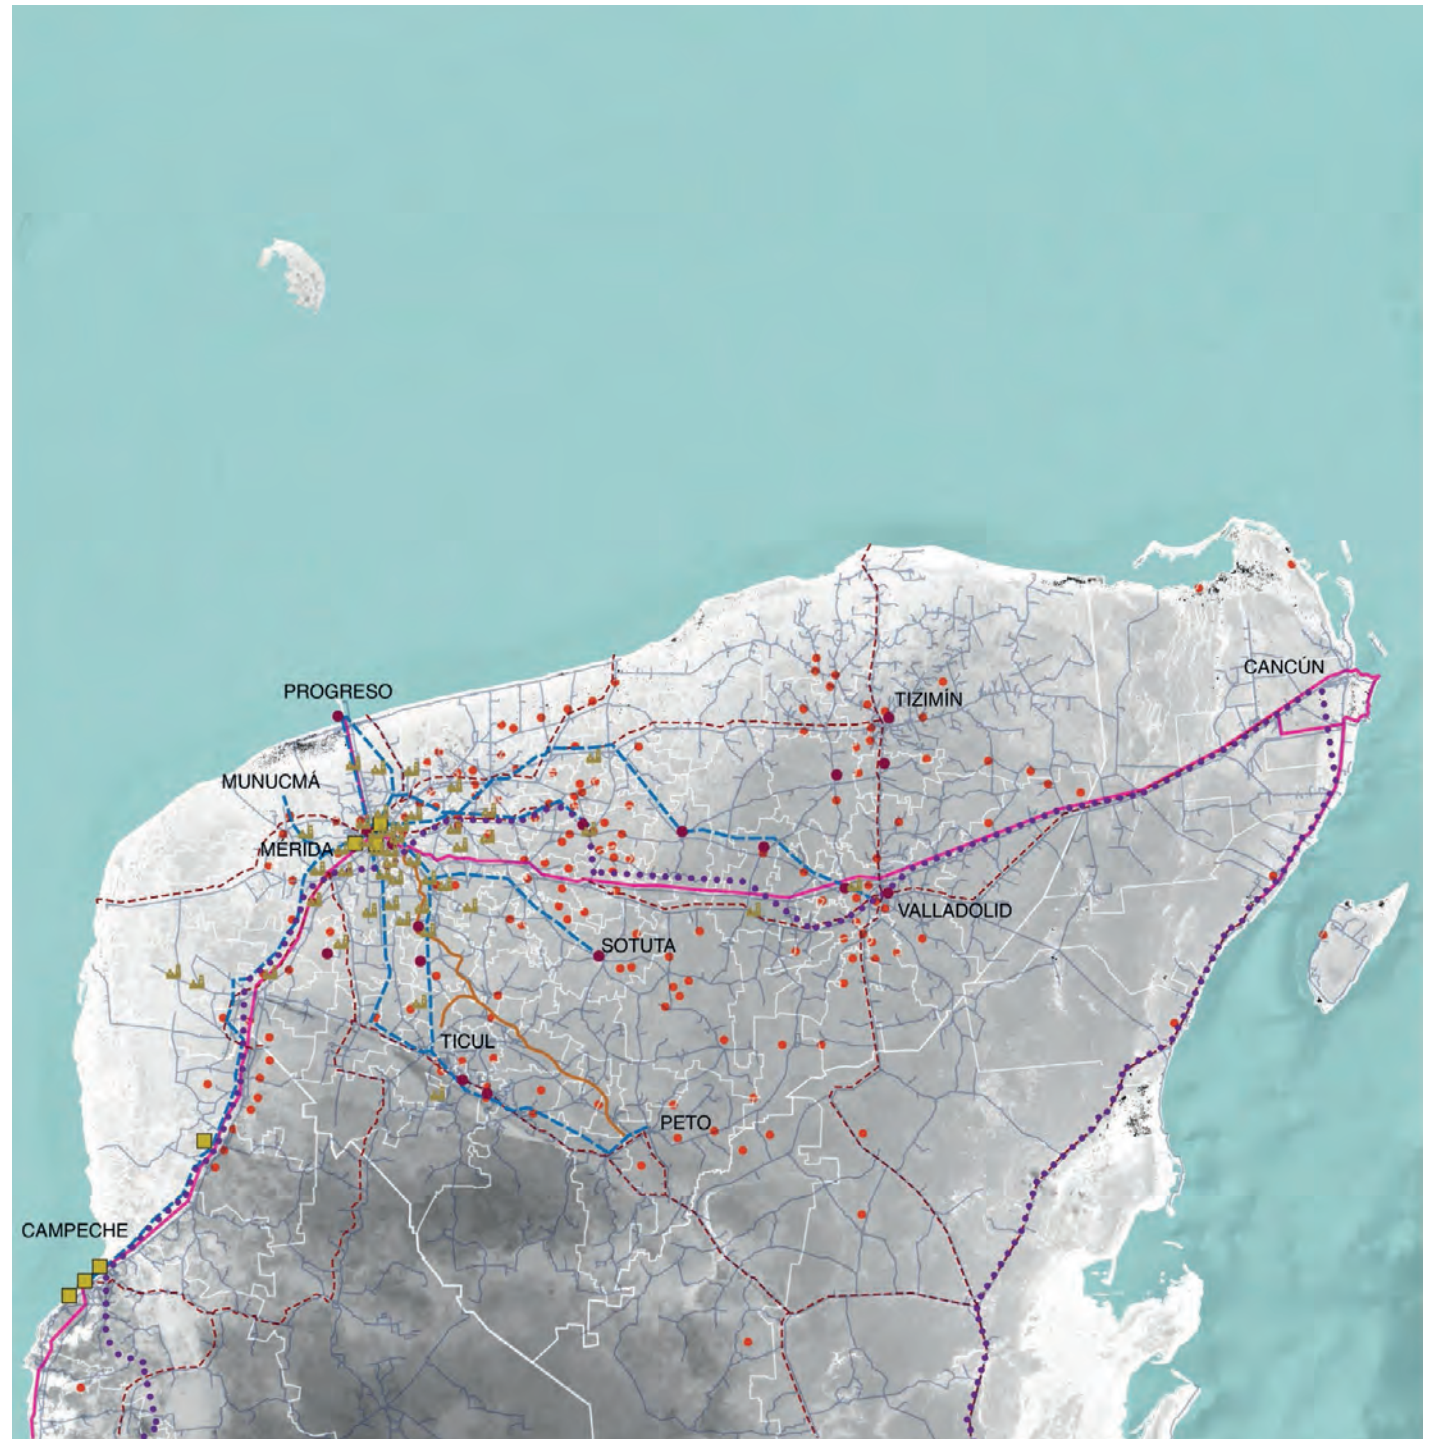 CANCÚN
PROGRESO
TIZIMÍN
MUNUCMÁ
MÉRIDA
VALLADOLID
SOTUTA
TICUL
PETO
CAMPECHE